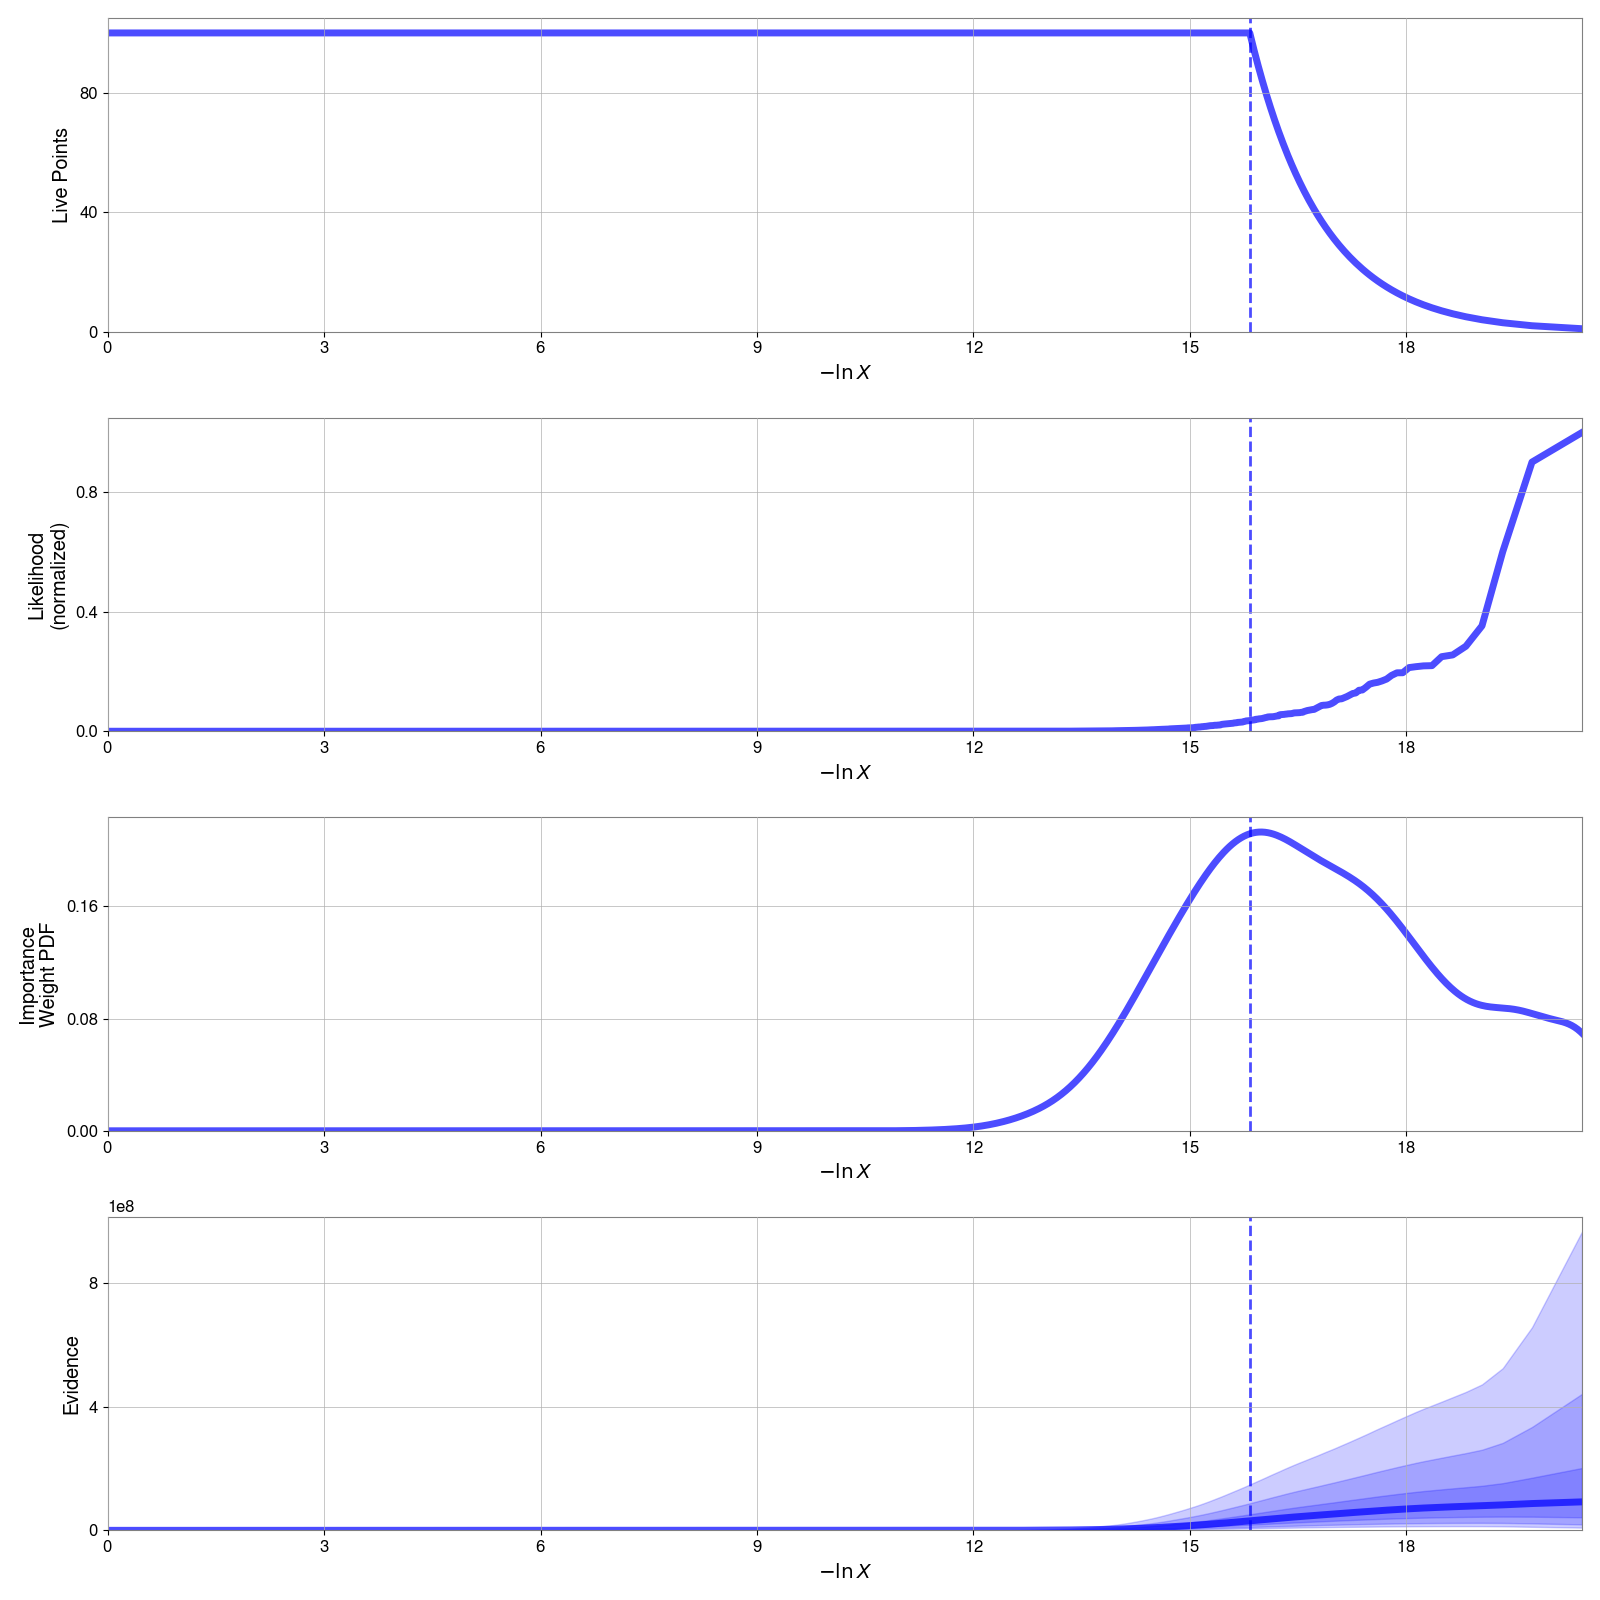 80
40
0
Live Points
0 3 6 9 12 15 18
−ln X
0.8
0.4
0.0
Likelihood
(normalized)
0 3 6 9 12 15 18
−ln X
0.16
0.08
0.00
Importance
Weight PDF
0 3 6 9 12 15 18
−ln X
1e8
8
4
0
Evidence
0 3 6 9 12 15 18
−ln X